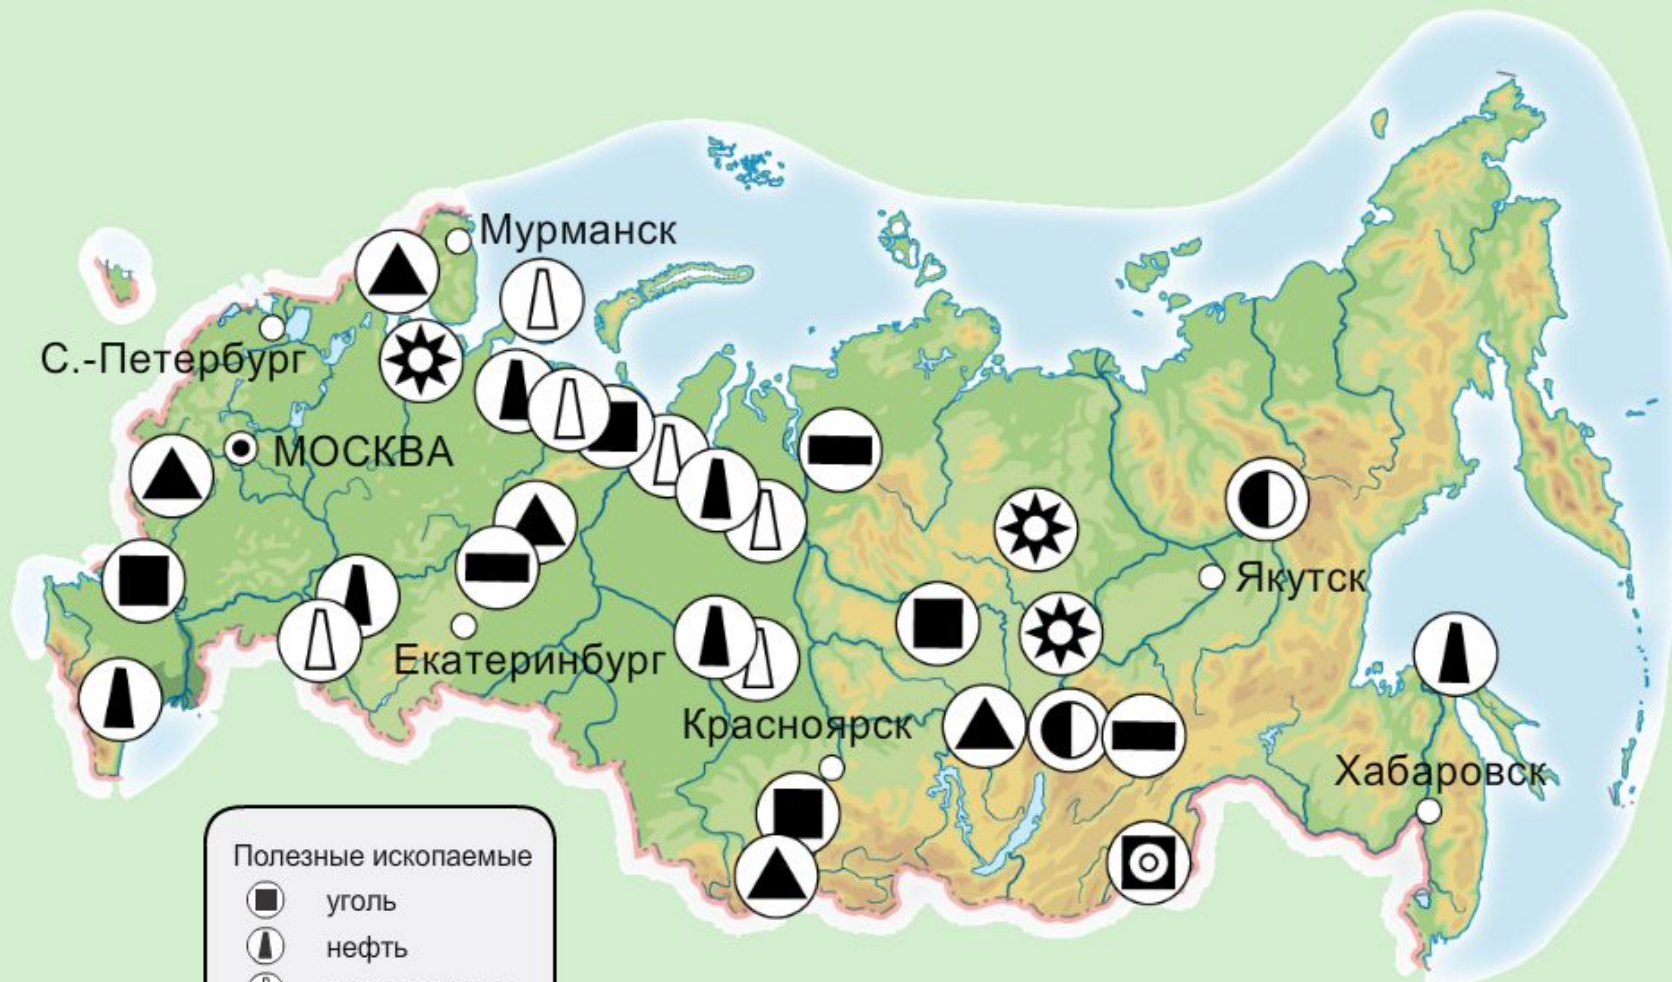 Мурманск
С.-Петербург
МОСКВА
Якутск
Екатеринбург
Красноярск
Хабаровск
Полезные ископаемые
уголь
нефть